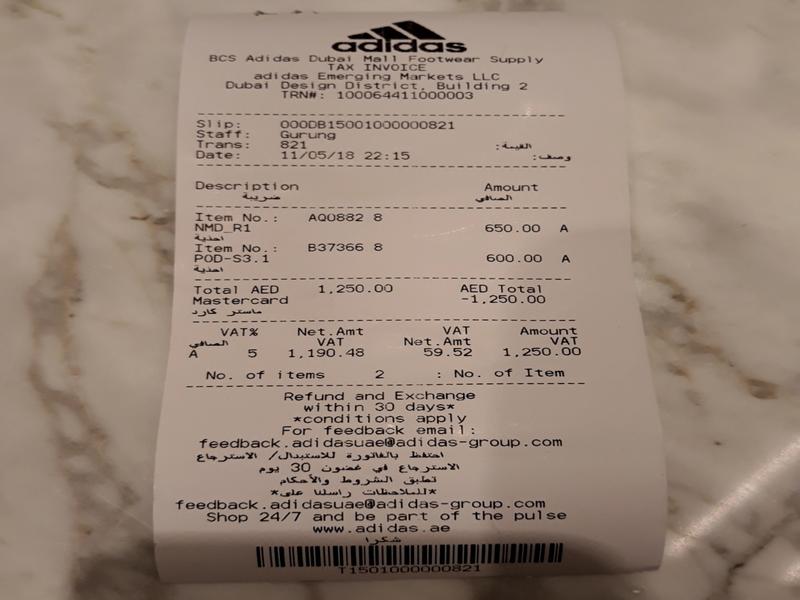 adidas
BCS Adidas Dubai Mall Footwear Supply
TAX INVOICE
adidas Emerging Markets LLC
Dubai Design District, Building 2
TRN#: 100064411000003
Slip: 000DB15001000000821
Staff: Gurung
Trans: 821 القيمة:
Date: 11/05/18 22:15 وصف:
Description Amount
ضريبة الصافي
Item No.: AQ0882 8
NMD_R1 650.00 A
احذية
Item No.: B37366 8
POD-S3.1 600.00 A
احذية
Total AED 1,250.00 AED Total
Mastercard -1,250.00
ماستر كارد
VAT% Net.Amt VAT Amount
الصافي VAT Net.Amt VAT
A 5 1,190.48 59.52 1,250.00
No. of items 2 : No. of Item
Refund and Exchange
within 30 days*
*conditions apply
For feedback email:
feedback.adidasuae@adidas-group.com
احتفظ بالفاتورة للاستبدال/ الاسترجاع
الاسترجاع في غضون 30 يوم
تطبق الشروط والأحكام
*للملاحظات راسلنا على*
feedback.adidasuae@adidas-group.com
Shop 24/7 and be part of the pulse
www.adidas.ae
شكرا
T1501000000821